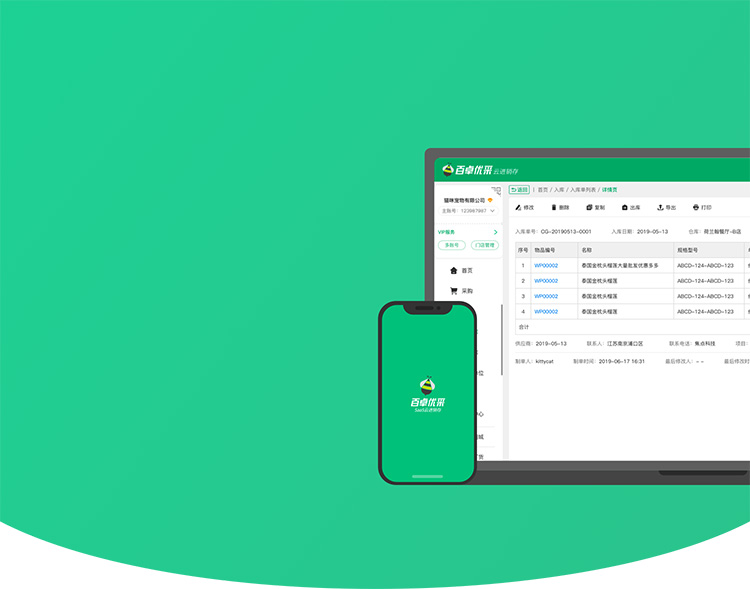 百卓优采 云进销存
返回 | 首页 / 入库 / 入库单列表 / 详情页
猫咪宠物有限公司
主账号：123987987
VIP服务
多账号 门店管理
首页
采购
修改 删除 复制 出库 导出 打印
入库单号：CG-20190513-0001 入库日期：2019-05-13 仓库：荷兰翰餐厅-B店
序号 物品编号 名称 规格型号
1 WP00002 泰国金枕头榴莲大量批发优惠多多 ABCD-124-ABCD-123
2 WP00002 泰国金枕头榴莲 ABCD-124-ABCD-123
3 WP00002 泰国金枕头榴莲 ABCD-124-ABCD-123
4 WP00002 泰国金枕头榴莲 ABCD-124-ABCD-123
合计
供应商：2019-05-13 联系人：江苏南京浦口区 联系电话：焦点科技 项目：
制单人：kittycat 制单时间：2019-06-17 16:31 最后修改人：- - 最后修改时
位
心
城
货
百卓优采
SaaS云进销存